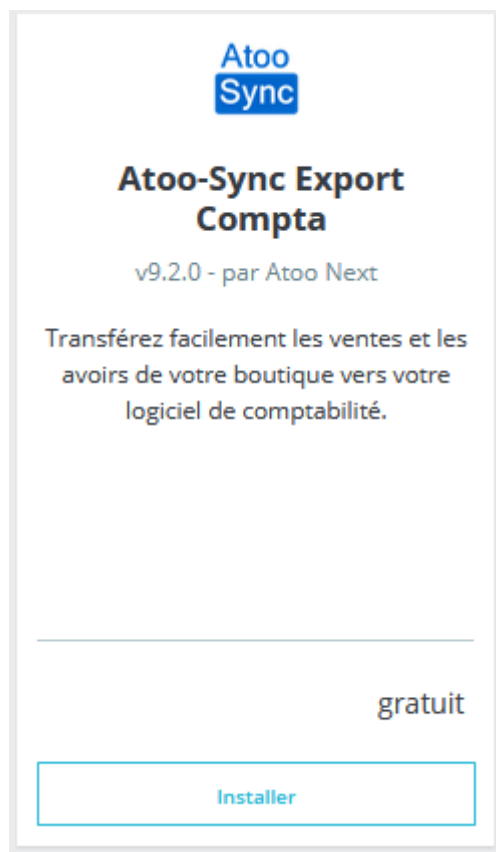 Atoo
Sync
Atoo-Sync Export
Compta
v9.2.0 - par Atoo Next
Transférez facilement les ventes et les
avoirs de votre boutique vers votre
logiciel de comptabilité.
gratuit
Installer